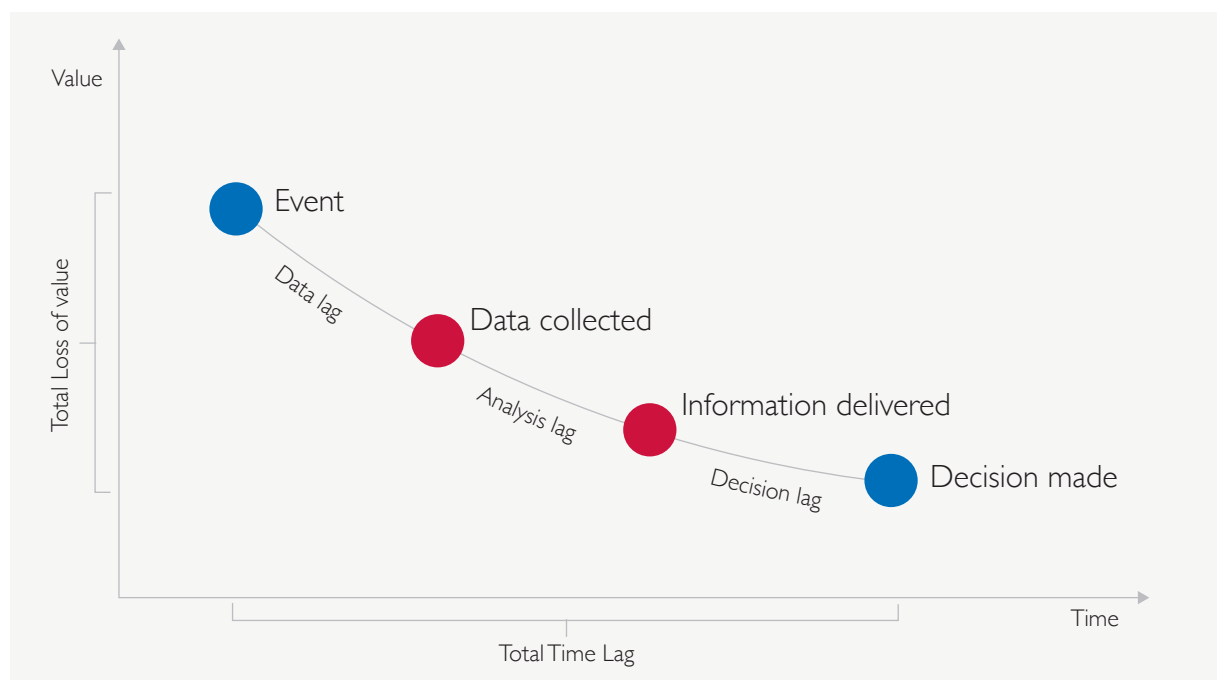 Value
Event
Data lag
Data collected
Total Loss of value
Analysis lag
Information delivered
Decision lag
Decision made
Time
Total Time Lag